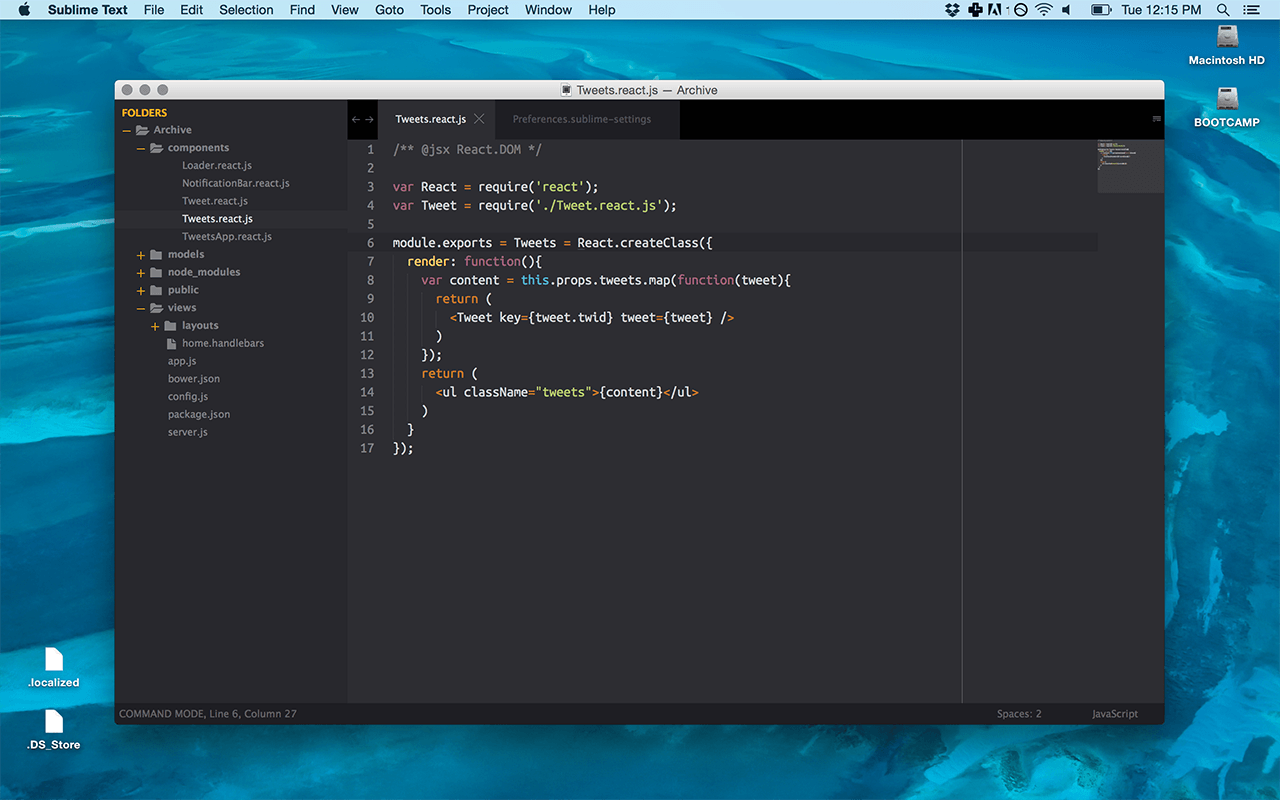 Sublime Text File Edit Selection Find View Goto Tools Project Window Help Tue 12:15 PM
Macintosh HD
BOOTCAMP
Tweets.react.js — Archive
FOLDERS
Archive
components
Loader.react.js
NotificationBar.react.js
Tweet.react.js
Tweets.react.js
TweetsApp.react.js
models
node_modules
public
views
layouts
home.handlebars
app.js
bower.json
config.js
package.json
server.js
Tweets.react.js Preferences.sublime-settings
1 /** @jsx React.DOM */
2
3 var React = require('react');
4 var Tweet = require('./Tweet.react.js');
5
6 module.exports = Tweets = React.createClass({
7 render: function(){
8 var content = this.props.tweets.map(function(tweet){
9 return (
10 <Tweet key={tweet.twid} tweet={tweet} />
11 )
12 });
13 return (
14 <ul className="tweets">{content}</ul>
15 )
16 }
17 });
COMMAND MODE, Line 6, Column 27 Spaces: 2 JavaScript
.localized
.DS_Store